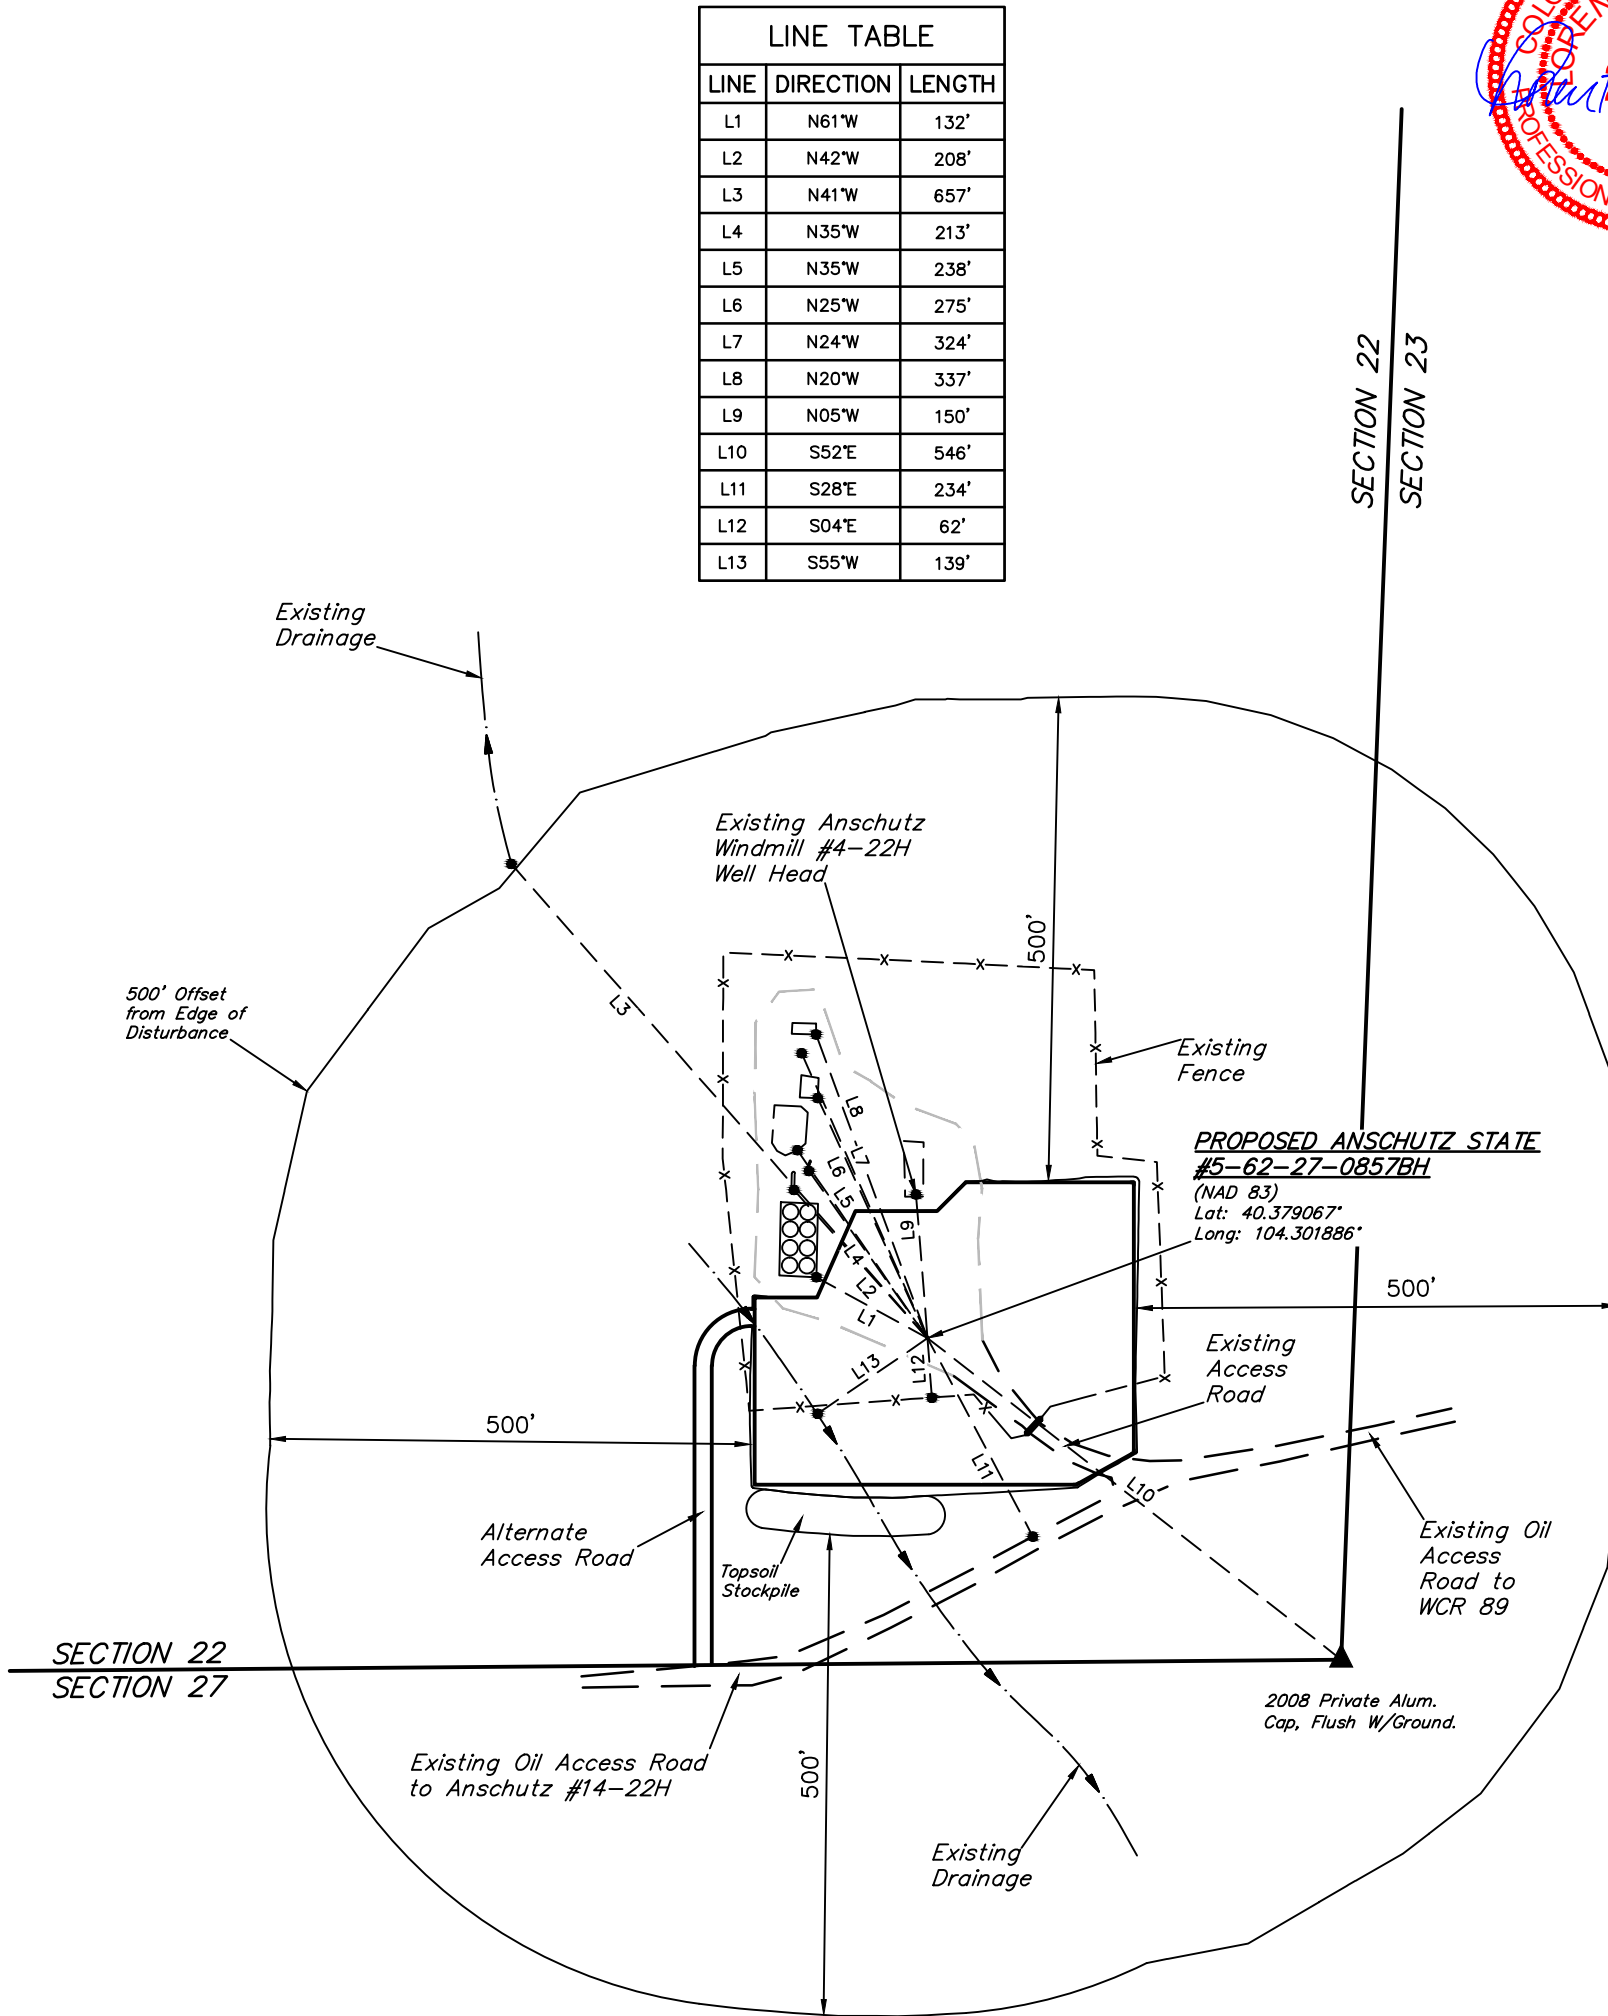 LINE TABLE
LINE DIRECTION LENGTH
L1 N61°W 132'
L2 N42°W 208'
L3 N41°W 657'
L4 N35°W 213'
L5 N35°W 238'
L6 N25°W 275'
L7 N24°W 324'
L8 N20°W 337'
L9 N05°W 150'
L10 S52°E 546'
L11 S28°E 234'
L12 S04°E 62'
L13 S55°W 139'
PROFESSION
SECTION 22
SECTION 23
Existing
Drainage
Existing Anschutz
Windmill #4-22H
Well Head
500'
500' Offset
from Edge of
Disturbance
L3
Existing
Fence
L8
L7
L6
L5
L9
L4
L2
L1
L13
L12
L11
L10
PROPOSED ANSCHUTZ STATE
#5-62-27-0857BH
(NAD 83)
Lat: 40.379067°
Long: 104.301886°
500'
Existing
Access
Road
500'
Alternate
Access Road
Topsoil
Stockpile
Existing Oil
Access
Road to
WCR 89
SECTION 22
SECTION 27
2008 Private Alum.
Cap, Flush W/Ground.
Existing Oil Access Road
to Anschutz #14-22H
500'
Existing
Drainage